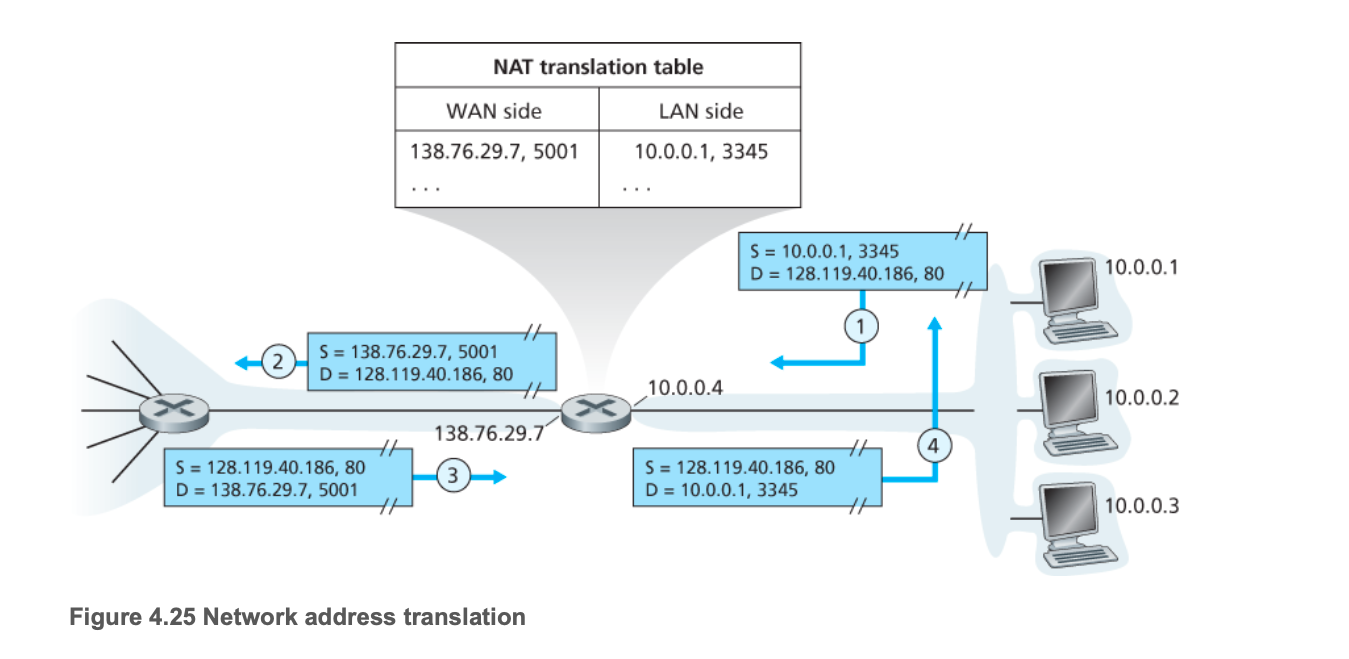 NAT translation table
WAN side LAN side
138.76.29.7, 5001 10.0.0.1, 3345
. . . . . .
S = 10.0.0.1, 3345
D = 128.119.40.186, 80
10.0.0.1
1
S = 138.76.29.7, 5001
D = 128.119.40.186, 80
2
10.0.0.4
10.0.0.2
138.76.29.7
S = 128.119.40.186, 80
D = 138.76.29.7, 5001
3
S = 128.119.40.186, 80
D = 10.0.0.1, 3345
4
10.0.0.3
Figure 4.25 Network address translation